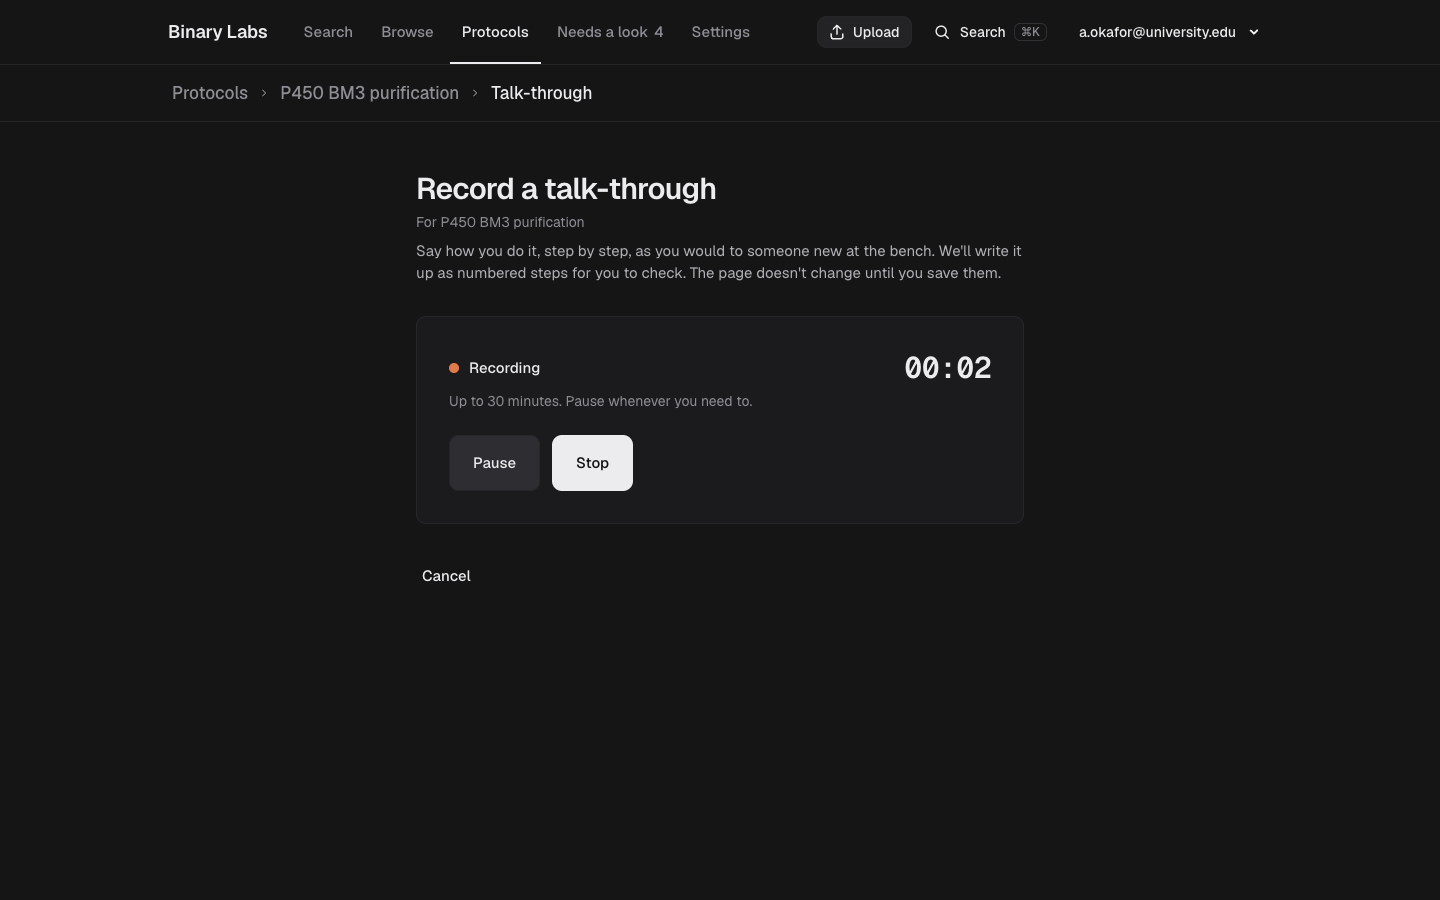 Binary Labs
Search
Browse
Protocols
Needs a look 4
Settings
Upload
Search ⌘K
a.okafor@university.edu
Protocols › P450 BM3 purification › Talk-through
Record a talk-through
For P450 BM3 purification
Say how you do it, step by step, as you would to someone new at the bench. We'll write it
up as numbered steps for you to check. The page doesn't change until you save them.
Recording
00:02
Up to 30 minutes. Pause whenever you need to.
Pause
Stop
Cancel